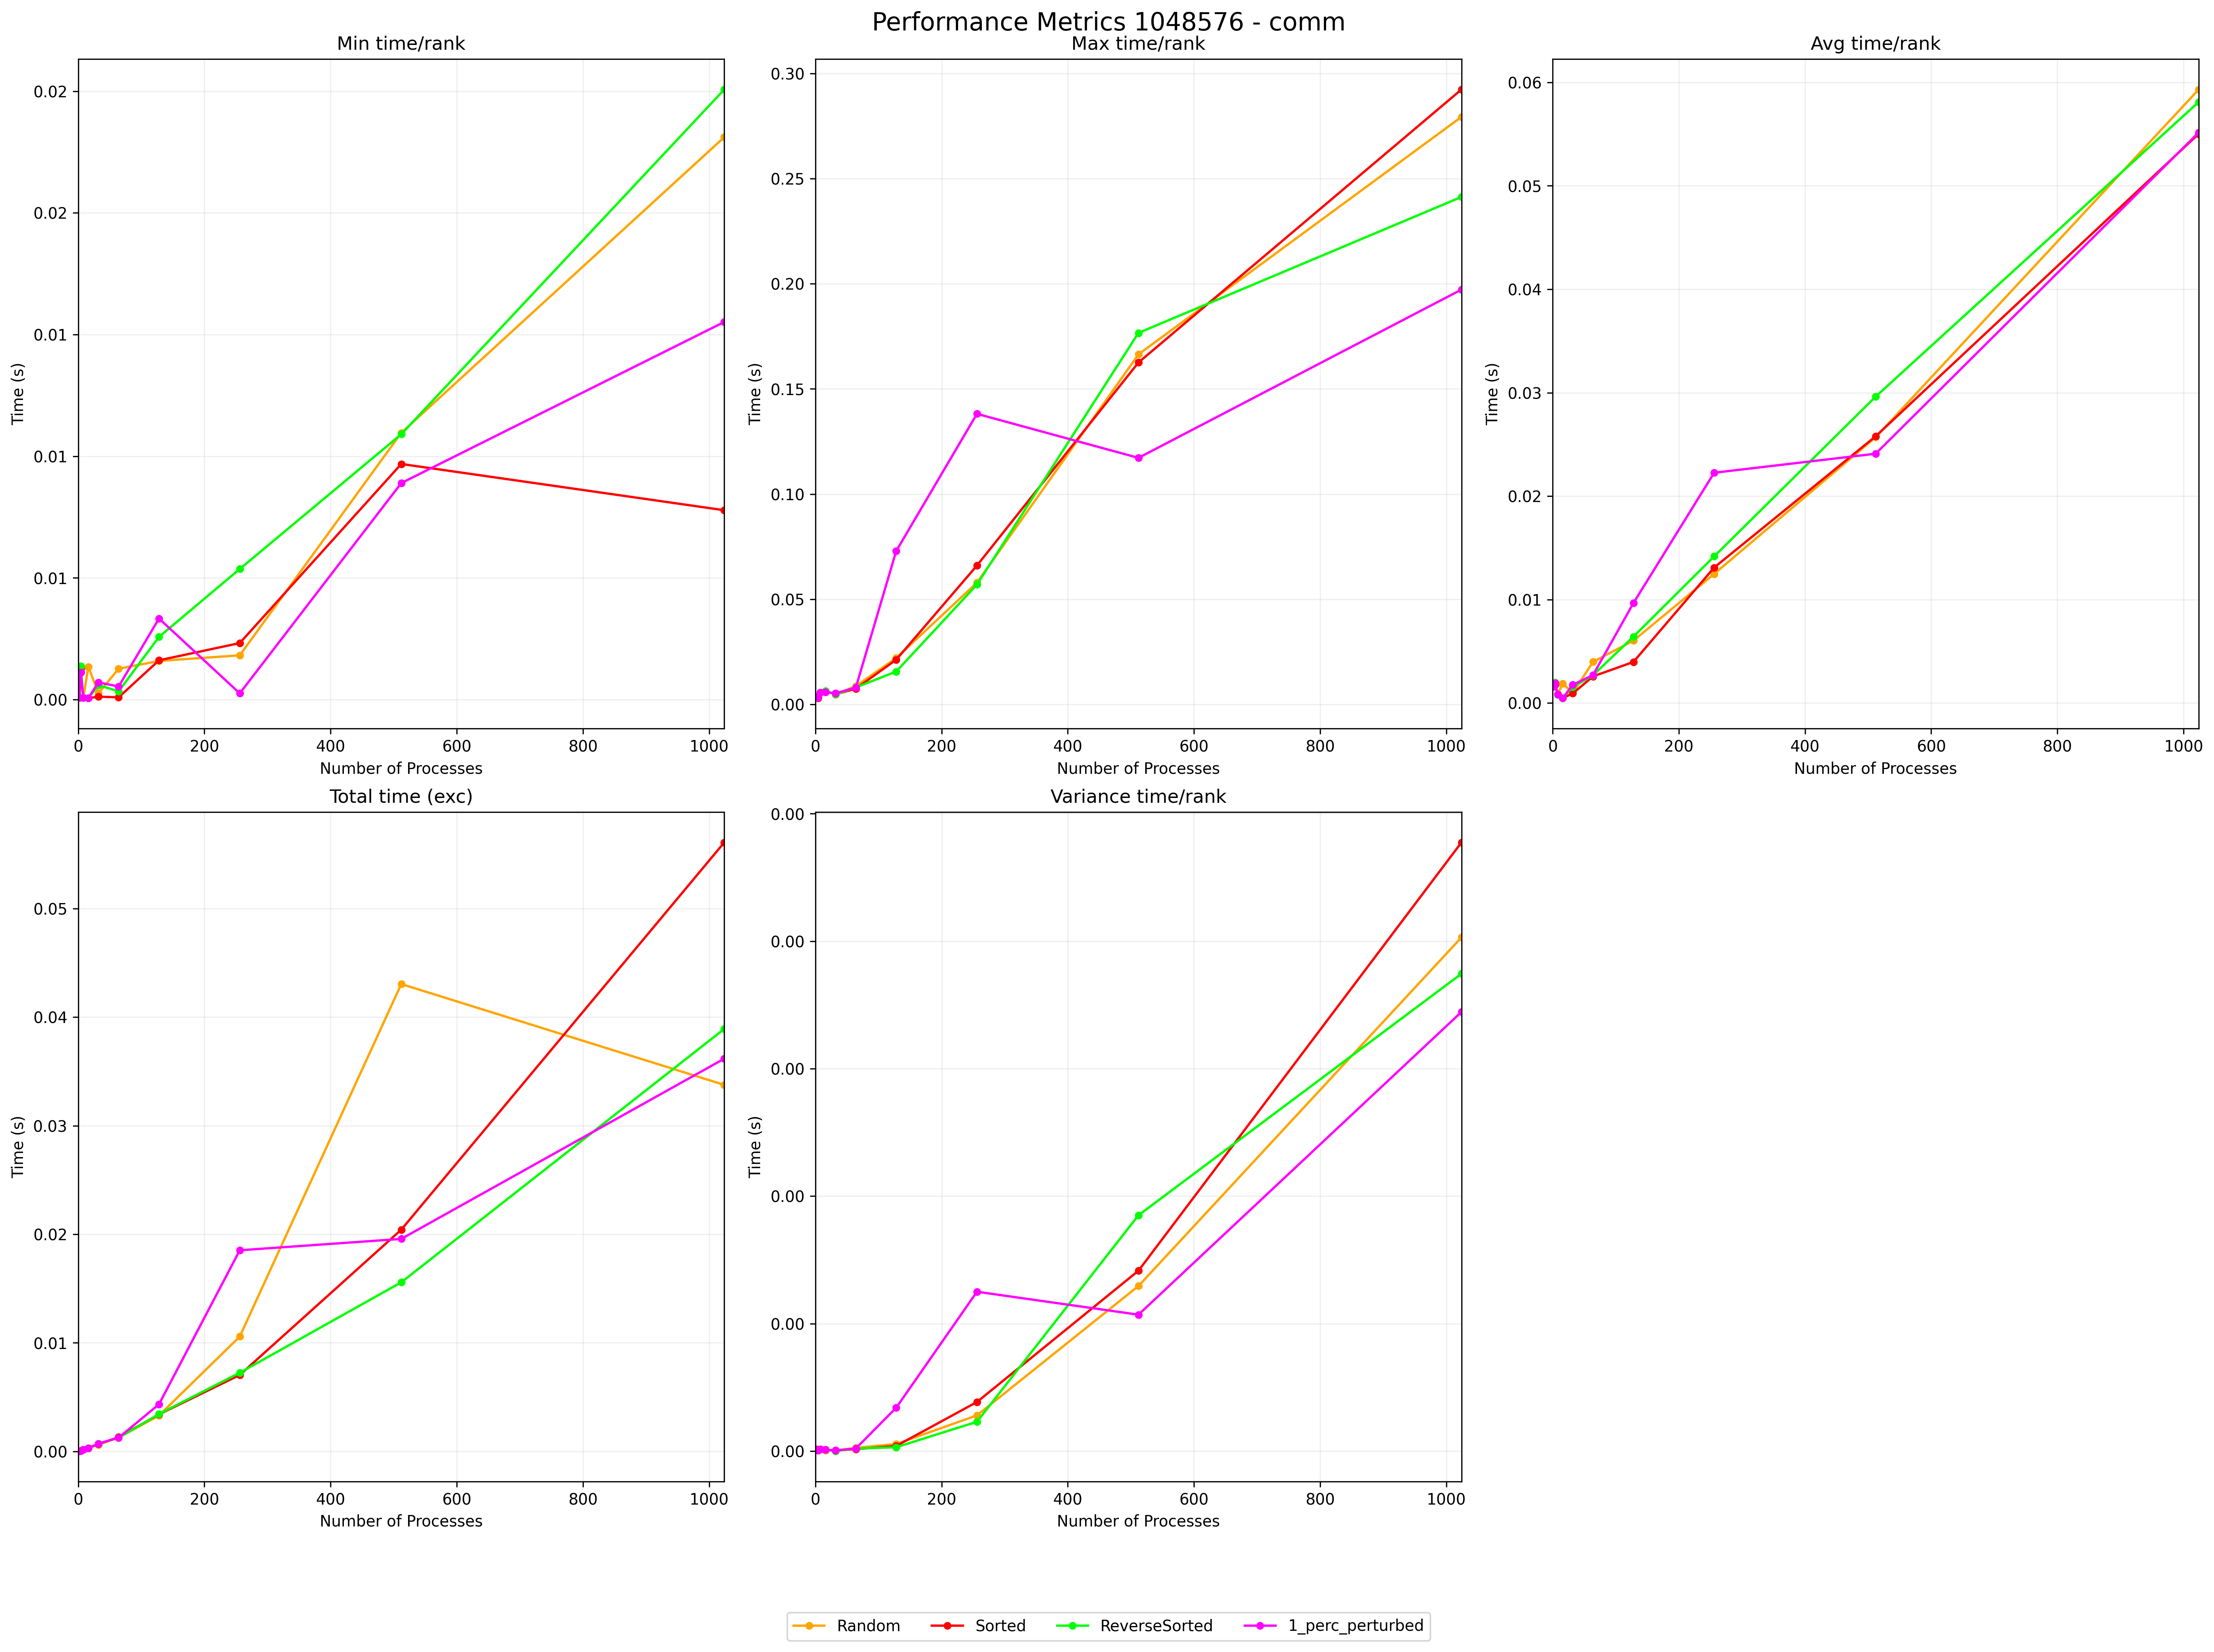 Performance Metrics 1048576 - comm
Min time/rank
0.02
0.02
0.01
0.01
0.01
0.00
Time (s)
0 200 400 600 800 1000
Number of Processes
Max time/rank
0.30
0.25
0.20
0.15
0.10
0.05
0.00
Time (s)
0 200 400 600 800 1000
Number of Processes
Avg time/rank
0.06
0.05
0.04
0.03
0.02
0.01
0.00
Time (s)
0 200 400 600 800 1000
Number of Processes
Total time (exc)
0.05
0.04
0.03
0.02
0.01
0.00
Time (s)
0 200 400 600 800 1000
Number of Processes
Variance time/rank
0.00
0.00
0.00
0.00
0.00
0.00
Time (s)
0 200 400 600 800 1000
Number of Processes
Random Sorted ReverseSorted 1_perc_perturbed